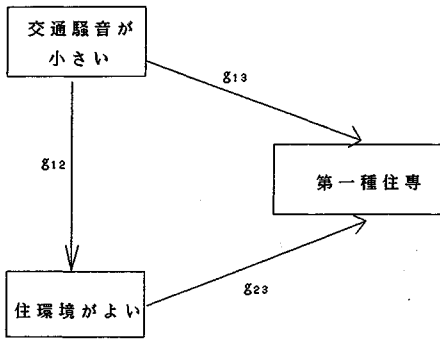 交通騒音が
小さい
g13
g12
第一種住専
住環境がよい
g23